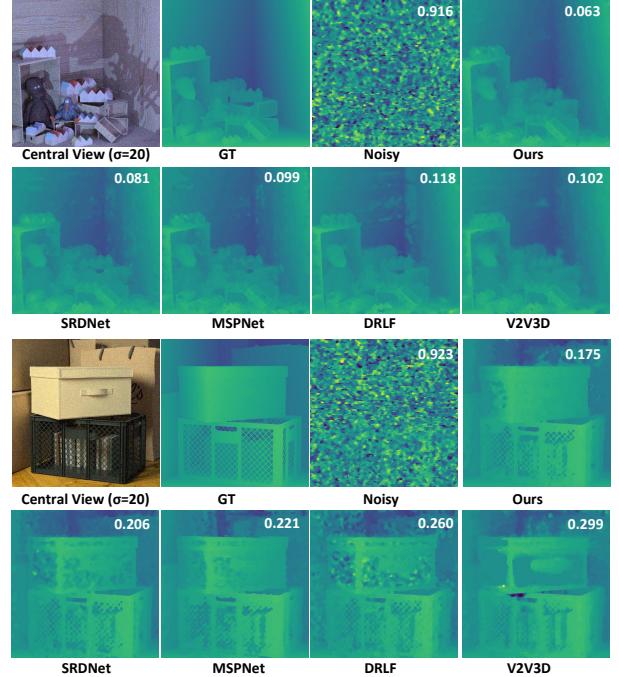 0.916 0.063
Central View (σ=20) GT Noisy Ours
0.081 0.099 0.118 0.102
SRDNet MSPNet DRLF V2V3D
0.923 0.175
Central View (σ=20) GT Noisy Ours
0.206 0.221 0.260 0.299
SRDNet MSPNet DRLF V2V3D